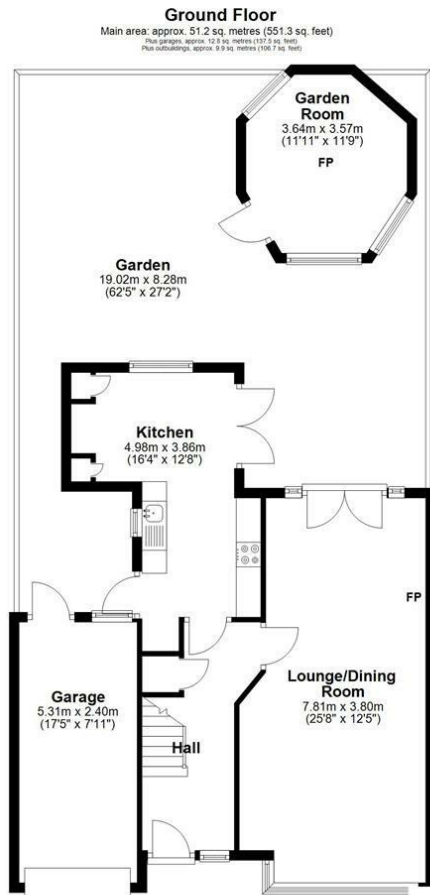 Ground Floor
Main area: approx. 51.2 sq. metres (551.3 sq. feet)
Plus garages, approx. 12.8 sq. metres (137.5 sq. feet)
Plus outbuildings, approx. 9.9 sq. metres (106.7 sq. feet)
Garden
Room
3.64m x 3.57m
(11'11" x 11'9")
FP
Garden
19.02m x 8.28m
(62'5" x 27'2")
Kitchen
4.98m x 3.86m
(16'4" x 12'8")
FP
Lounge/Dining
Room
7.81m x 3.80m
(25'8" x 12'5")
Garage
5.31m x 2.40m
(17'5" x 7'11")
Hall